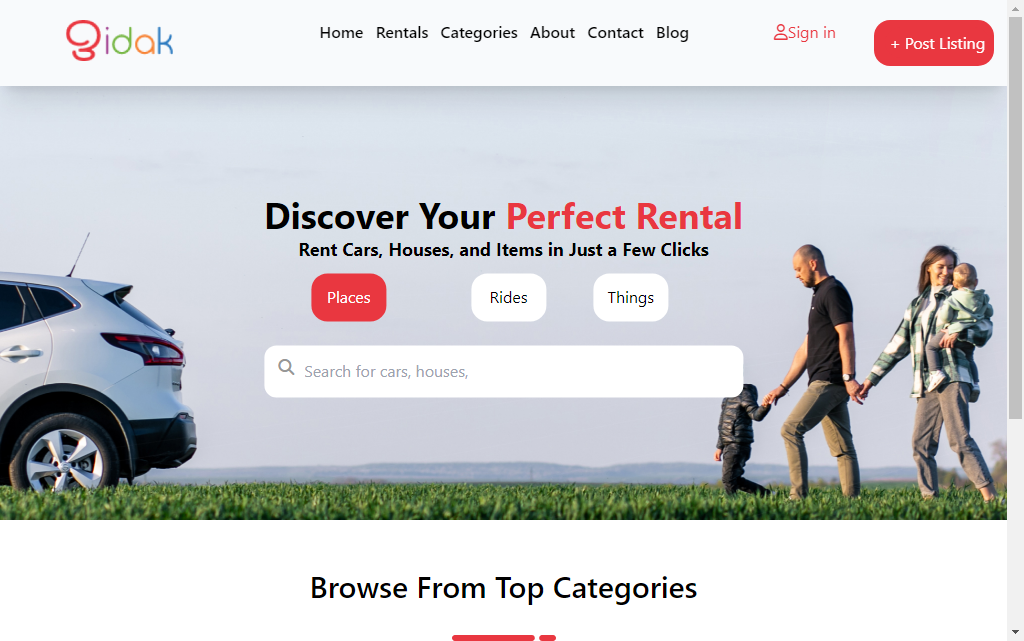 gidak
Home Rentals Categories About Contact Blog
Sign in
+ Post Listing
Discover Your Perfect Rental
Rent Cars, Houses, and Items in Just a Few Clicks
Places
Rides
Things
Search for cars, houses,
Browse From Top Categories